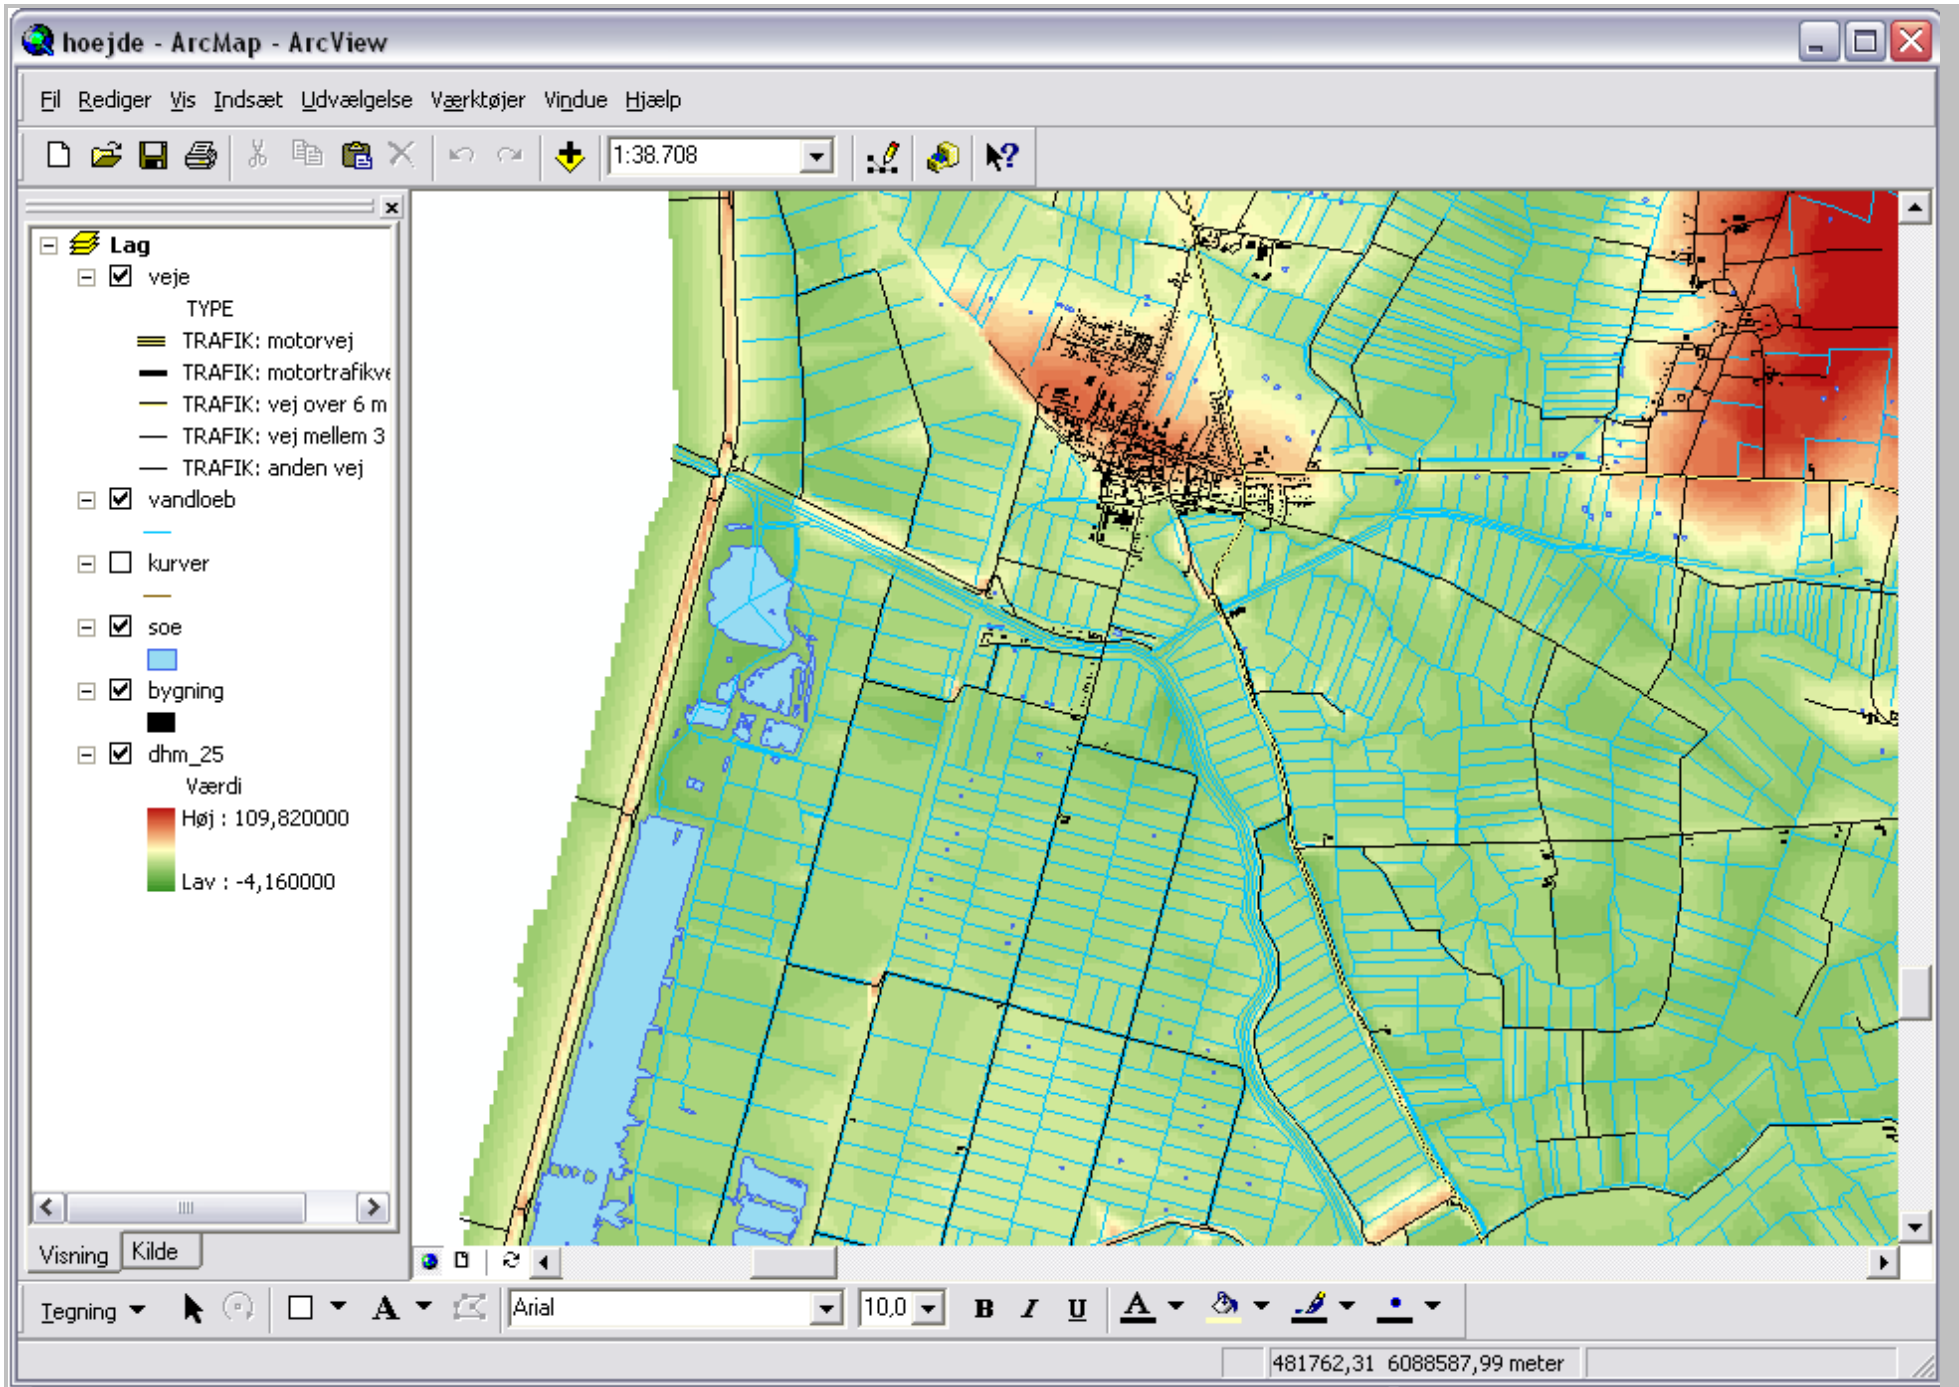 hoejde - ArcMap - ArcView
Fil Rediger Vis Indsæt Udvælgelse Værktøjer Vindue Hjælp
1:38.708
Lag
veje
TYPE
TRAFIK: motorvej
TRAFIK: motortrafikve
TRAFIK: vej over 6 m
TRAFIK: vej mellem 3
TRAFIK: anden vej
vandloeb
kurver
soe
bygning
dhm_25
Værdi
Høj : 109,820000
Lav : -4,160000
Visning Kilde
Tegning A Arial 10,0 B I U A
481762,31 6088587,99 meter